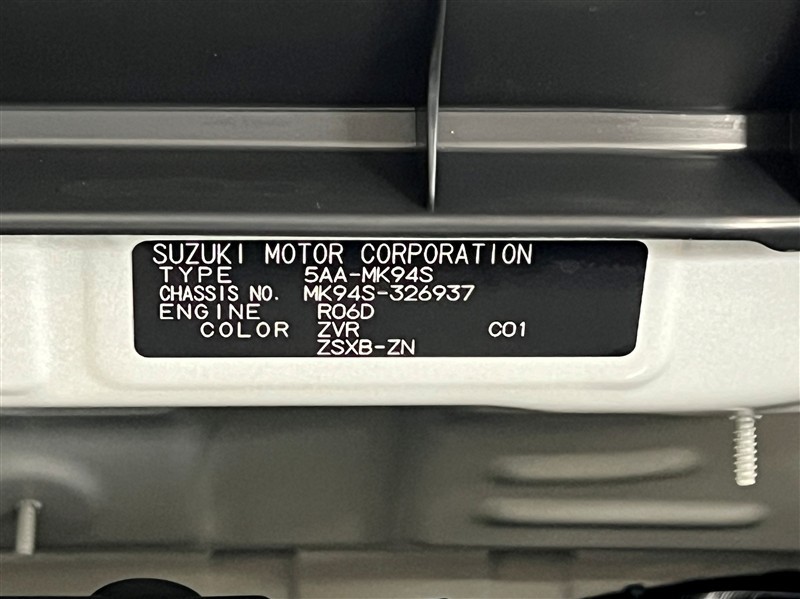 SUZUKI MOTOR CORPORATION
TYPE 5AA-MK94S
CHASSIS NO. MK94S-326937
ENGINE R06D
COLOR ZVR C01
ZSXB-ZN